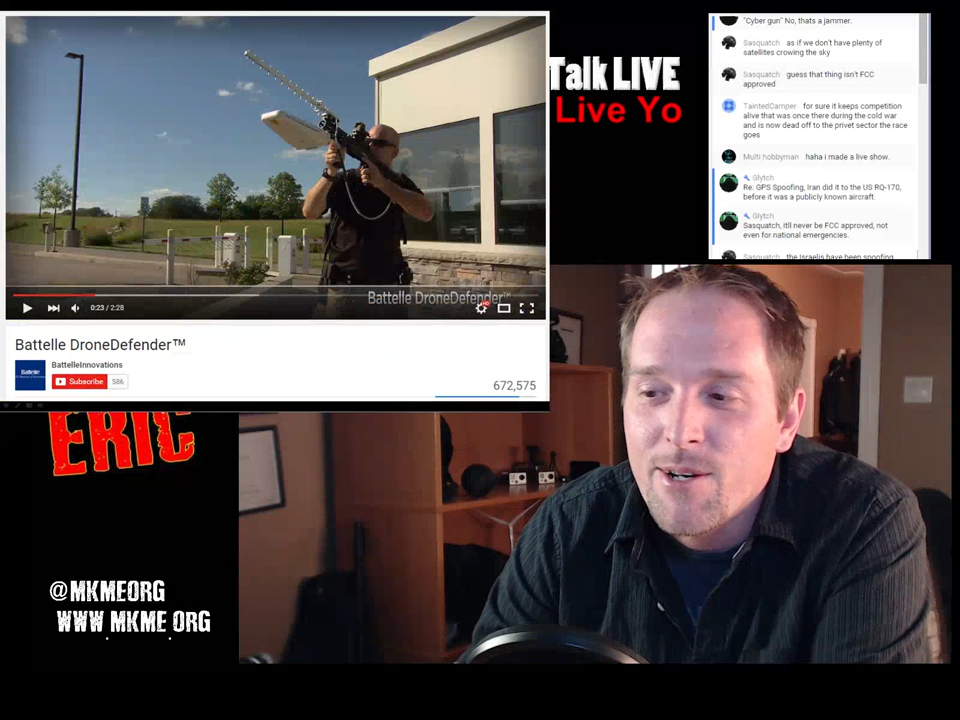 Battelle DroneDefender™
0:23 / 2:28
HD
Battelle DroneDefender™
Battelle
BattelleInnovations
Subscribe 586
672,575
Talk LIVE
Live Yo
"Cyber gun" No, thats a jammer.
Sasquatch as if we don't have plenty of
satellites crowing the sky
Sasquatch guess that thing isn't FCC
approved
TaintedCamper for sure it keeps competition
alive that was once there during the cold war
and is now dead off to the privet sector the race
goes
Multi hobbyman haha i made a live show.
Glytch
Re: GPS Spoofing, Iran did it to the US RQ-170,
before it was a publicly known aircraft.
Glytch
Sasquatch, itll never be FCC approved, not
even for national emergencies.
Sasquatch the Israelis have been spoofing
ERIC
@MKMEORG
WWW.MKME.ORG